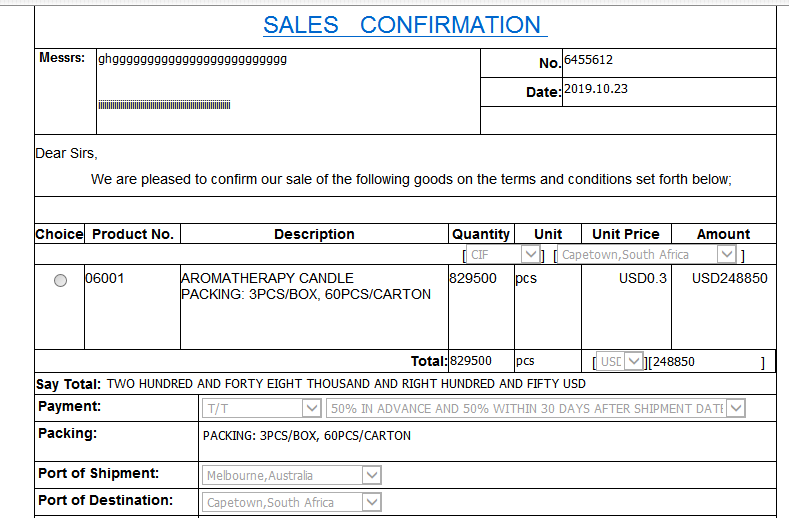 SALES CONFIRMATION
Messrs: ghggggggggggggggggggggggggg
No. 6455612
Date: 2019.10.23
Dear Sirs,
We are pleased to confirm our sale of the following goods on the terms and conditions set forth below;
Choice Product No. Description Quantity Unit Unit Price Amount
[ CIF ] [ Capetown,South Africa ]
06001 AROMATHERAPY CANDLE 829500 pcs USD0.3 USD248850
PACKING: 3PCS/BOX, 60PCS/CARTON
Total: 829500 pcs [ USD ][248850 ]
Say Total: TWO HUNDRED AND FORTY EIGHT THOUSAND AND RIGHT HUNDRED AND FIFTY USD
Payment: T/T 50% IN ADVANCE AND 50% WITHIN 30 DAYS AFTER SHIPMENT DATE
Packing: PACKING: 3PCS/BOX, 60PCS/CARTON
Port of Shipment: Melbourne,Australia
Port of Destination: Capetown,South Africa